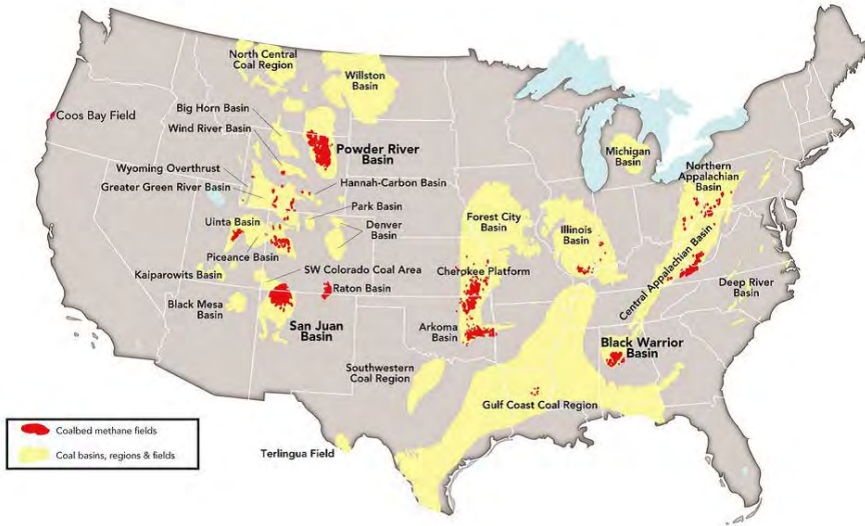 North Central
Coal Region
Willston
Basin
Big Horn Basin
Coos Bay Field
Wind River Basin
Powder River
Basin
Michigan
Basin
Northern
Appalachian
Basin
Wyoming Overthrust
Greater Green River Basin
Hannah-Carbon Basin
Park Basin
Uinta Basin
Denver
Basin
Forest City
Basin
Illinois
Basin
Piceance Basin
Central Appalachian Basin
Kaiparowits Basin
SW Colorado Coal Area
Cherokee Platform
Deep River
Basin
Raton Basin
Black Mesa
Basin
San Juan
Basin
Arkoma
Basin
Black Warrior
Basin
Southwestern
Coal Region
Gulf Coast Coal Region
Coalbed methane fields
Coal basins, regions & fields
Terlingua Field